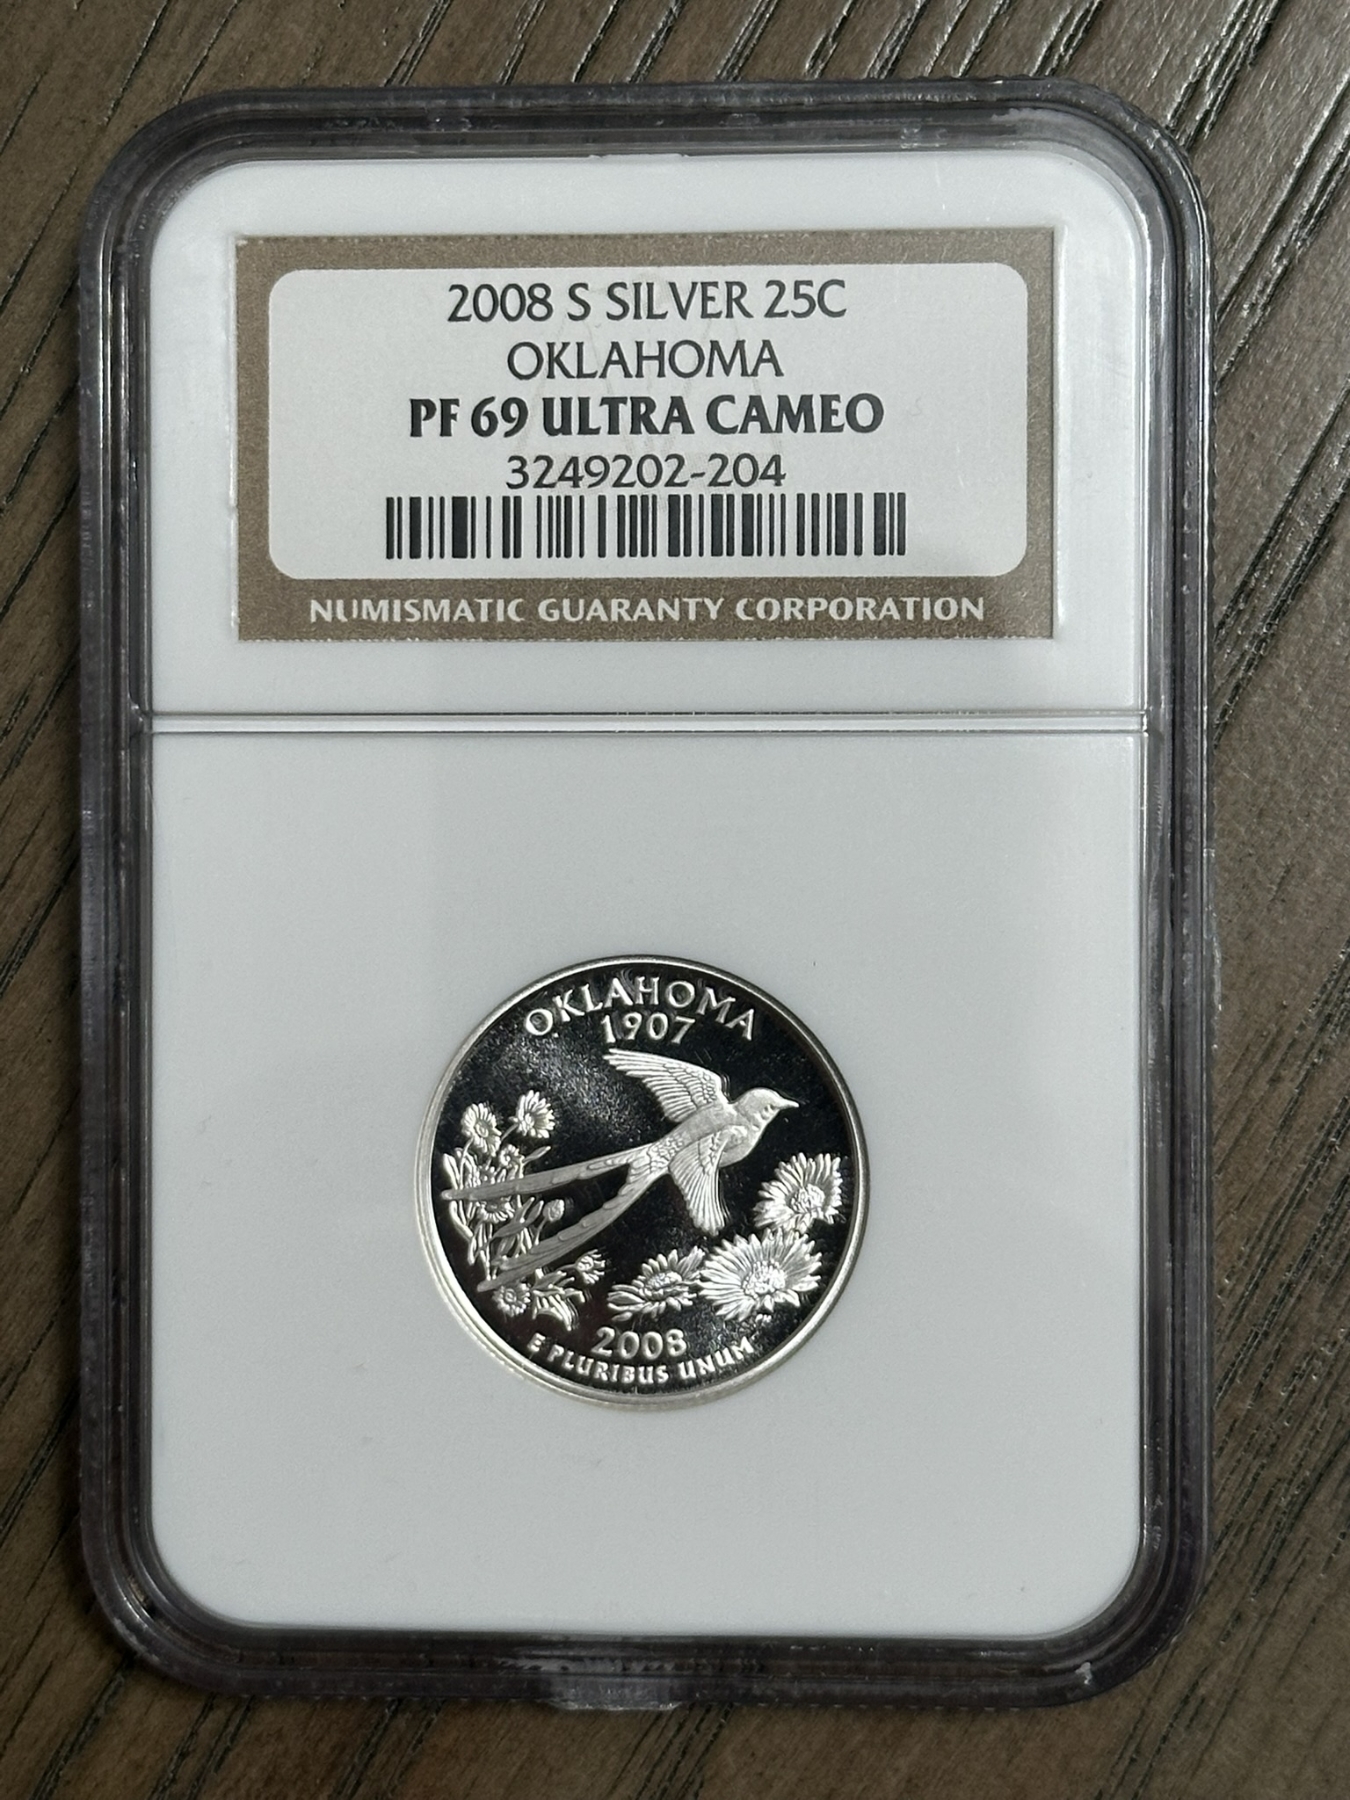 2008 S SILVER 25C
OKLAHOMA
PF 69 ULTRA CAMEO
3249202-204
NUMISMATIC GUARANTY CORPORATION
OKLAHOMA
1907
2008
E PLURIBUS UNUM